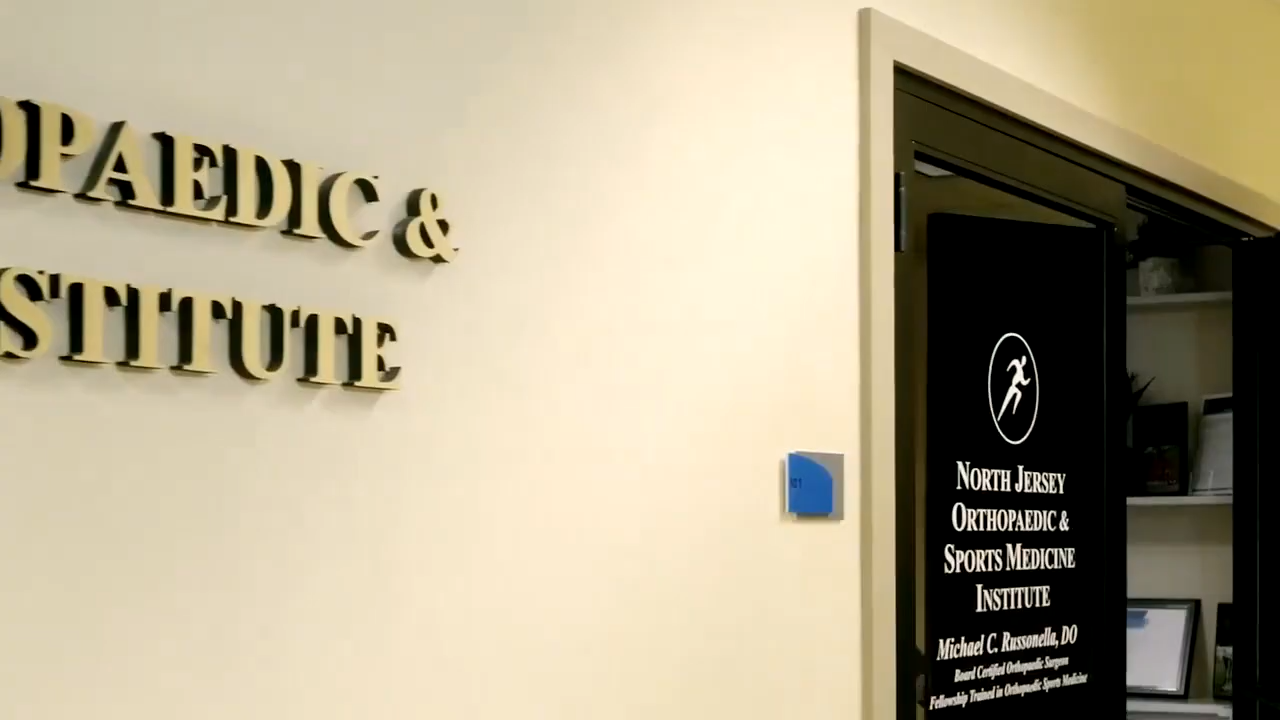 OPAEDIC &
STITUTE
101
NORTH JERSEY
ORTHOPAEDIC &
SPORTS MEDICINE
INSTITUTE
Michael C. Russonella, DO
Board Certified Orthopaedic Surgeon
Fellowship Trained in Orthopaedic Sports Medicine